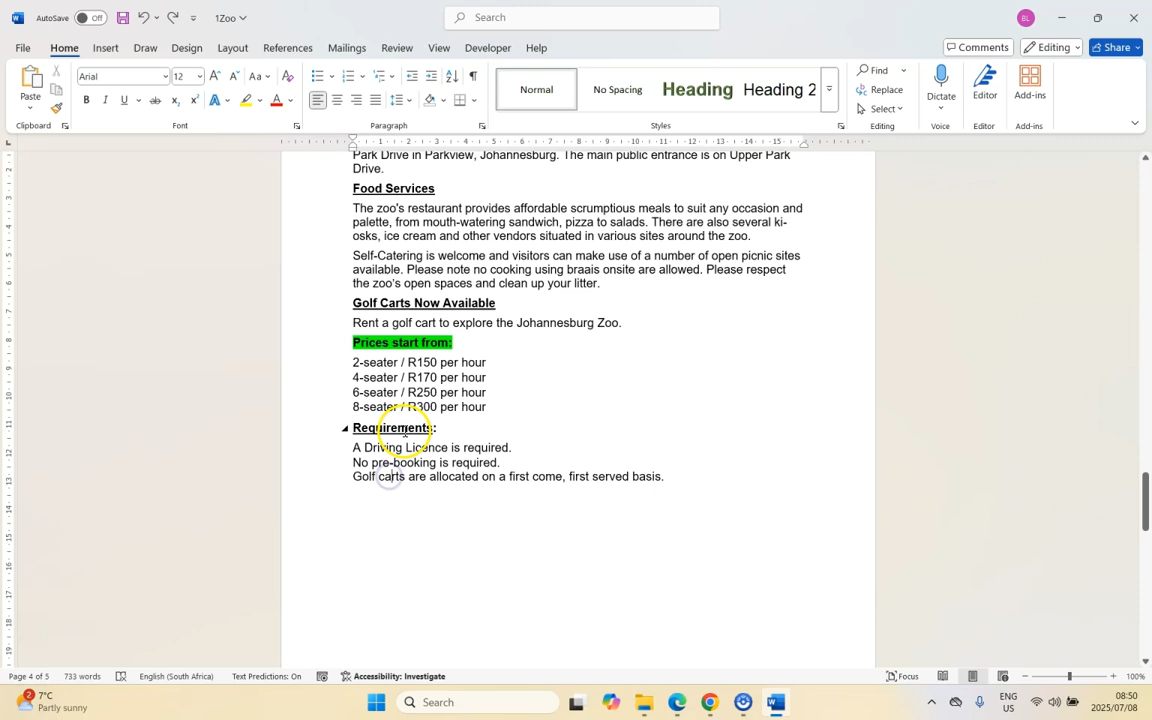 AutoSave Off 1Zoo Search BL
File Home Insert Draw Design Layout References Mailings Review View Developer Help Comments Editing Share
Paste Arial 12 Aa Normal No Spacing Heading Heading 2 Find Replace Select Dictate Editor Add-ins
Clipboard Font Paragraph Styles Editing Voice Editor Add-ins
Park Drive in Parkview, Johannesburg. The main public entrance is on Upper Park
Drive.
Food Services
The zoo's restaurant provides affordable scrumptious meals to suit any occasion and
palette, from mouth-watering sandwich, pizza to salads. There are also several ki-
osks, ice cream and other vendors situated in various sites around the zoo.
Self-Catering is welcome and visitors can make use of a number of open picnic sites
available. Please note no cooking using braais onsite are allowed. Please respect
the zoo's open spaces and clean up your litter.
Golf Carts Now Available
Rent a golf cart to explore the Johannesburg Zoo.
Prices start from:
2-seater / R150 per hour
4-seater / R170 per hour
6-seater / R250 per hour
8-seater / R300 per hour
Requirements:
A Driving Licence is required.
No pre-booking is required.
Golf carts are allocated on a first come, first served basis.
Page 4 of 5 733 words English (South Africa) Text Predictions: On Accessibility: Investigate Focus 100%
2 7°C Partly sunny Search ENG US 08:50 2025/07/08